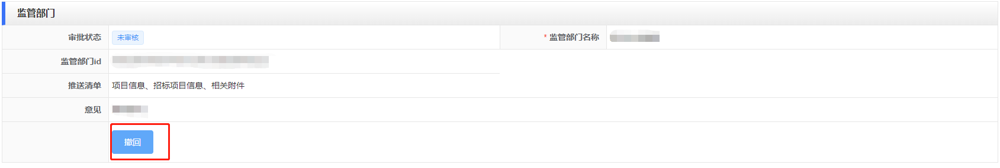 监管部门
审批状态 未审核 * 监管部门名称
监管部门id
推送清单 项目信息、招标项目信息、相关附件
意见
撤回